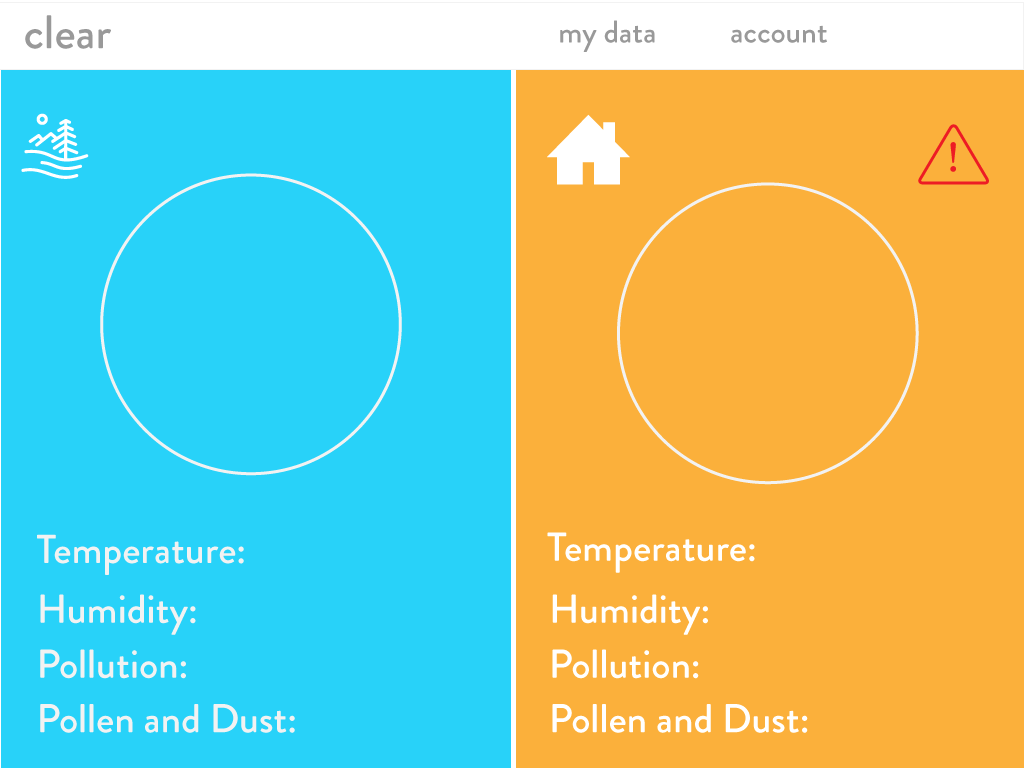 clear
my data
account
Temperature:
Humidity:
Pollution:
Pollen and Dust:
!
Temperature:
Humidity:
Pollution:
Pollen and Dust: